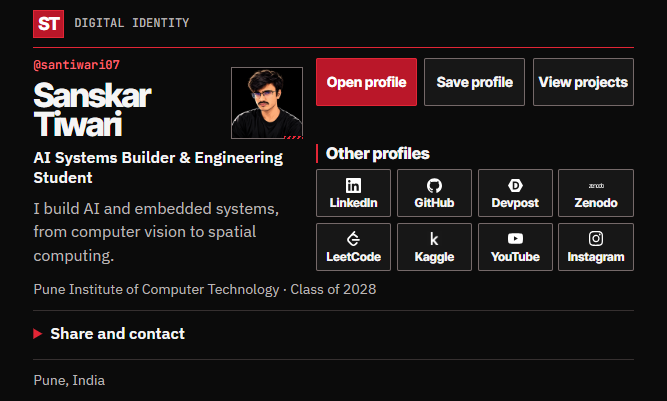 ST DIGITAL IDENTITY
@santiwari07
Sanskar
Tiwari
AI Systems Builder & Engineering
Student
I build AI and embedded systems,
from computer vision to spatial
computing.
Pune Institute of Computer Technology · Class of 2028
Open profile
Save profile
View projects
Other profiles
LinkedIn
GitHub
Devpost
zenodo
Zenodo
LeetCode
Kaggle
YouTube
Instagram
Share and contact
Pune, India